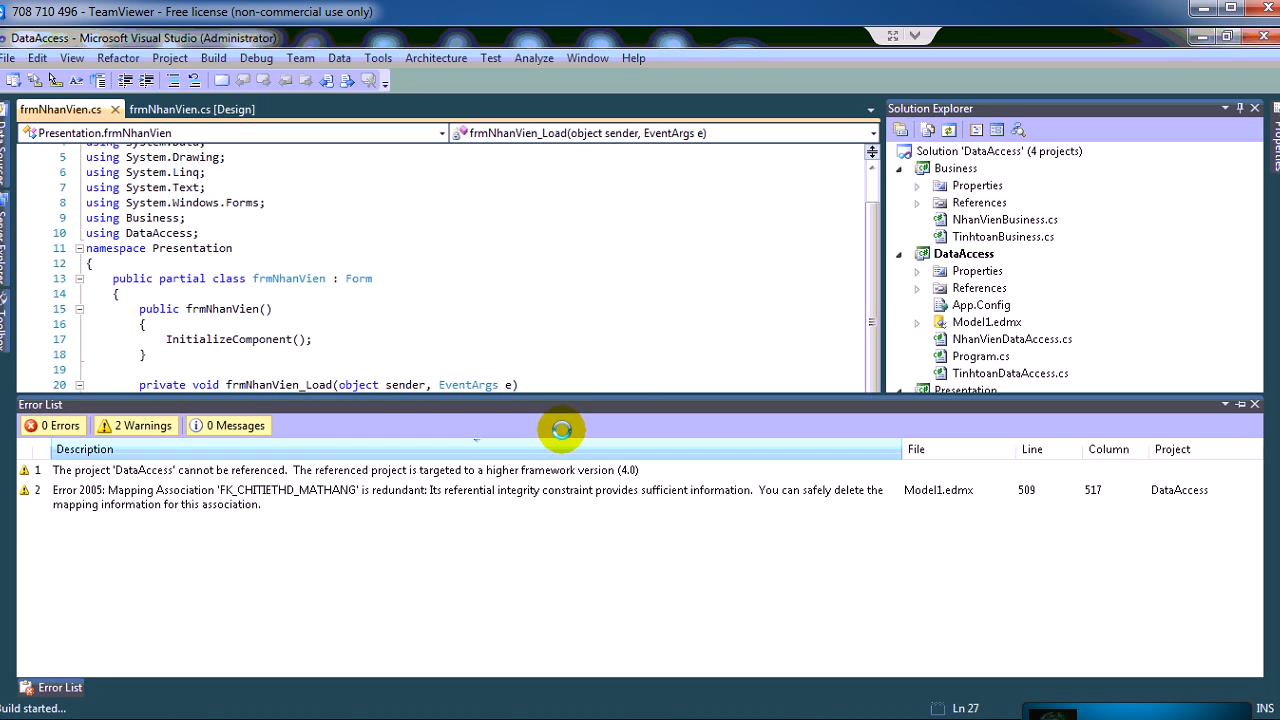 708 710 496 - TeamViewer - Free license (non-commercial use only)
DataAccess - Microsoft Visual Studio (Administrator)
File Edit View Refactor Project Build Debug Team Data Tools Architecture Test Analyze Window Help
frmNhanVien.cs frmNhanVien.cs [Design]
Presentation.frmNhanVien frmNhanVien_Load(object sender, EventArgs e)
5 using System.Drawing;
6 using System.Linq;
7 using System.Text;
8 using System.Windows.Forms;
9 using Business;
10 using DataAccess;
11 namespace Presentation
12 {
13 public partial class frmNhanVien : Form
14 {
15 public frmNhanVien()
16 {
17 InitializeComponent();
18 }
19
20 private void frmNhanVien_Load(object sender, EventArgs e)
Solution Explorer
Solution 'DataAccess' (4 projects)
Business
Properties
References
NhanVienBusiness.cs
TinhtoanBusiness.cs
DataAccess
Properties
References
App.Config
Model1.edmx
NhanVienDataAccess.cs
Program.cs
TinhtoanDataAccess.cs
Presentation
Data Sources
Server Explorer
Toolbox
Properties
Error List
0 Errors 2 Warnings 0 Messages
Description File Line Column Project
1 The project 'DataAccess' cannot be referenced. The referenced project is targeted to a higher framework version (4.0)
2 Error 2005: Mapping Association 'FK_CHITIETHD_MATHANG' is redundant: Its referential integrity constraint provides sufficient information. You can safely delete the Model1.edmx 509 517 DataAccess
mapping information for this association.
Error List
Build started... Ln 27 INS